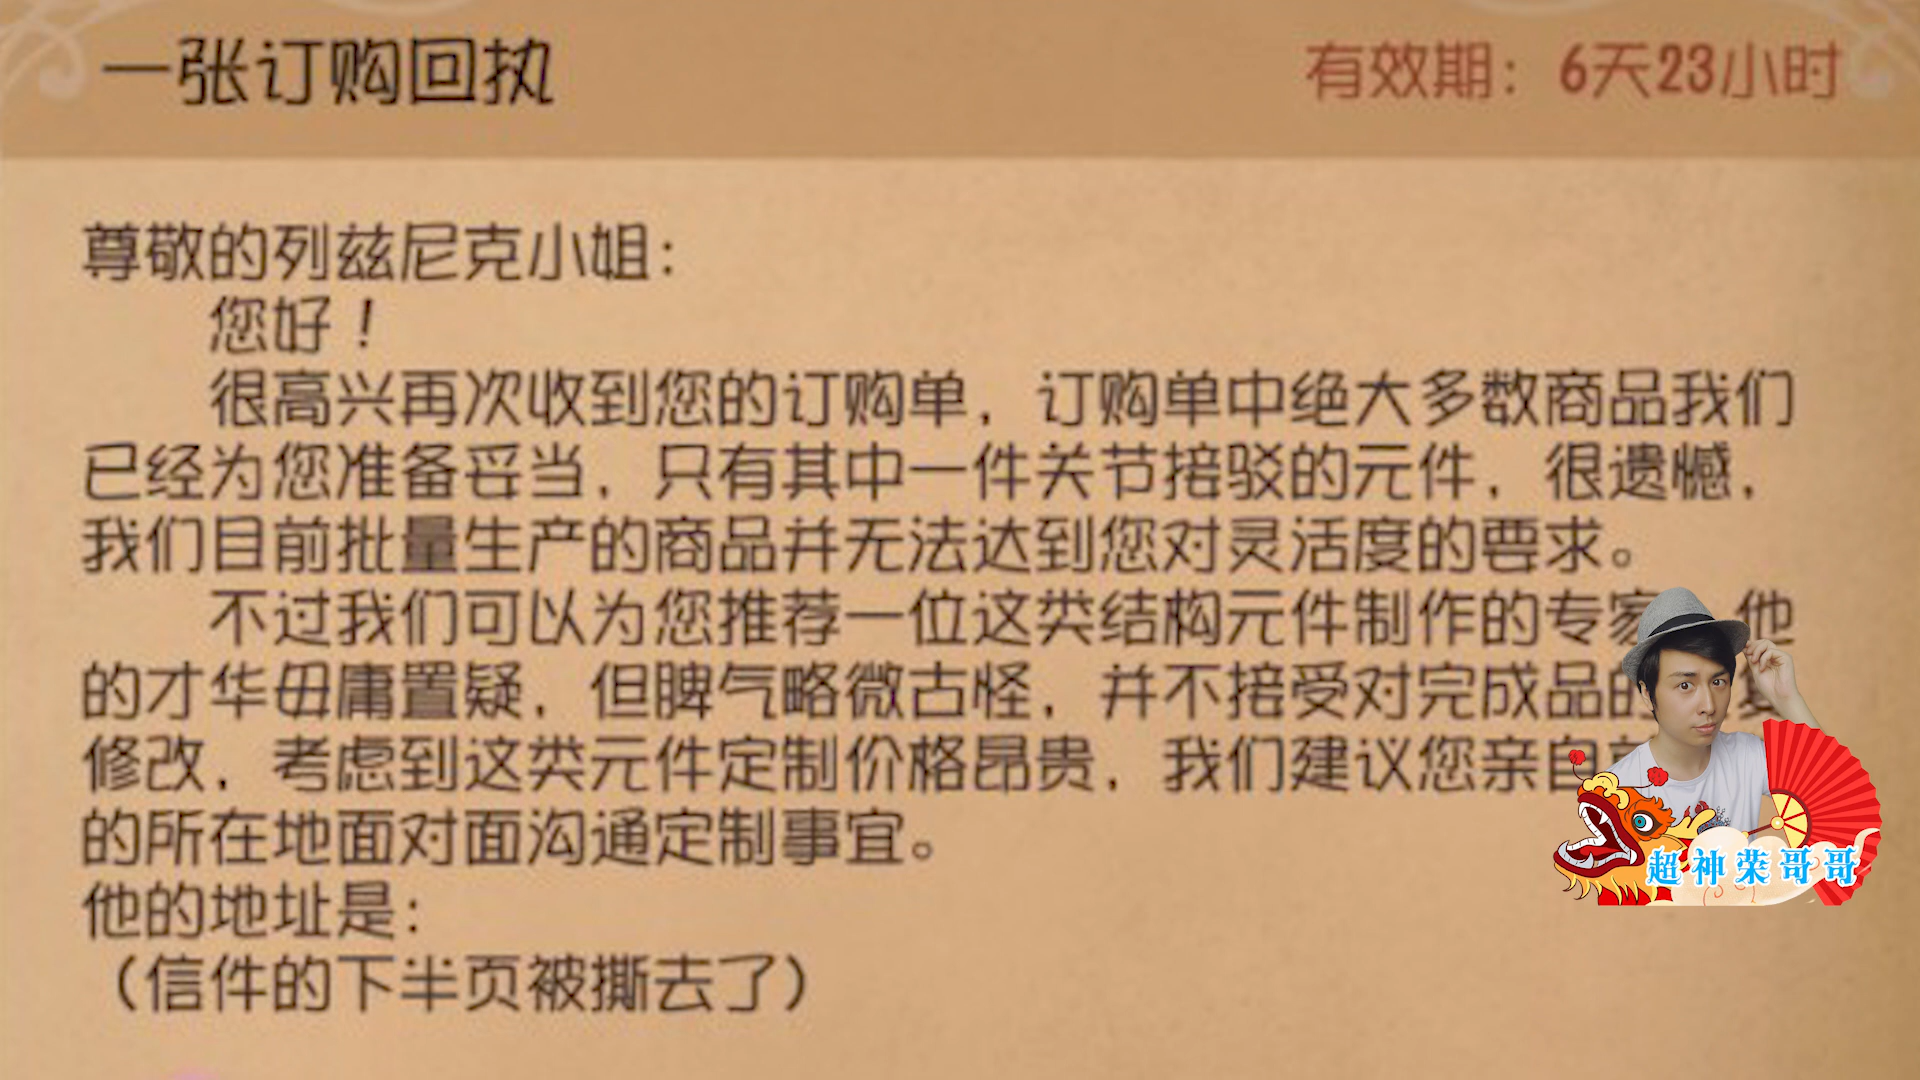 一张订购回执
有效期：6天23小时
尊敬的列兹尼克小姐：
您好！
很高兴再次收到您的订购单，订购单中绝大多数商品我们
已经为您准备妥当，只有其中一件关节接驳的元件，很遗憾，
我们目前批量生产的商品并无法达到您对灵活度的要求。
不过我们可以为您推荐一位这类结构元件制作的专家 他
的才华毋庸置疑，但脾气略微古怪，并不接受对完成品的
修改，考虑到这类元件定制价格昂贵，我们建议您亲自
的所在地面对面沟通定制事宜。
他的地址是：
（信件的下半页被撕去了）
超神荣哥哥